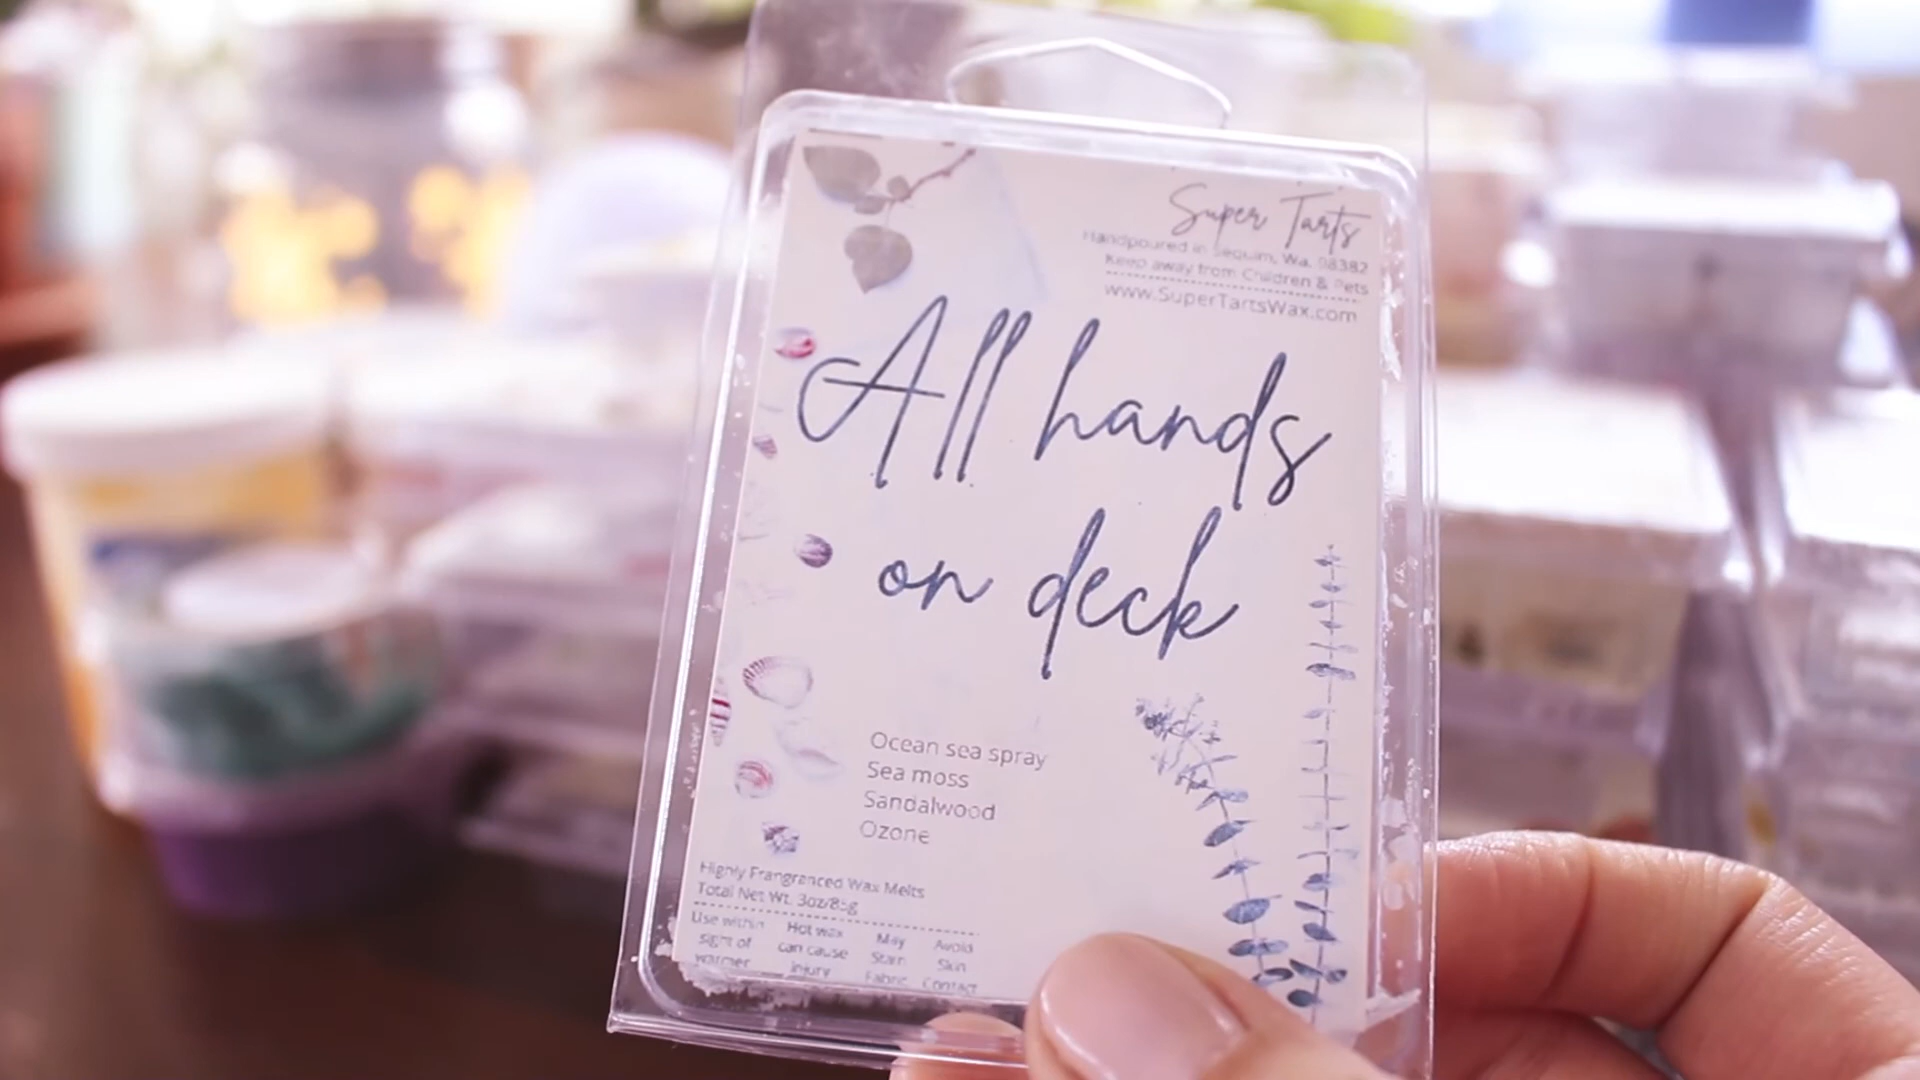 Super Tarts
Handpoured in Sequim, Wa. 98382
Keep away from Children & Pets
www.SuperTartsWax.com
All hands
on deck
Ocean sea spray
Sea moss
Sandalwood
Ozone
Highly Frangranced Wax Melts
Total Net Wt. 3oz/85g
Use within sight of warmer
Hot wax can cause injury
May Stain Fabric
Avoid Skin Contact